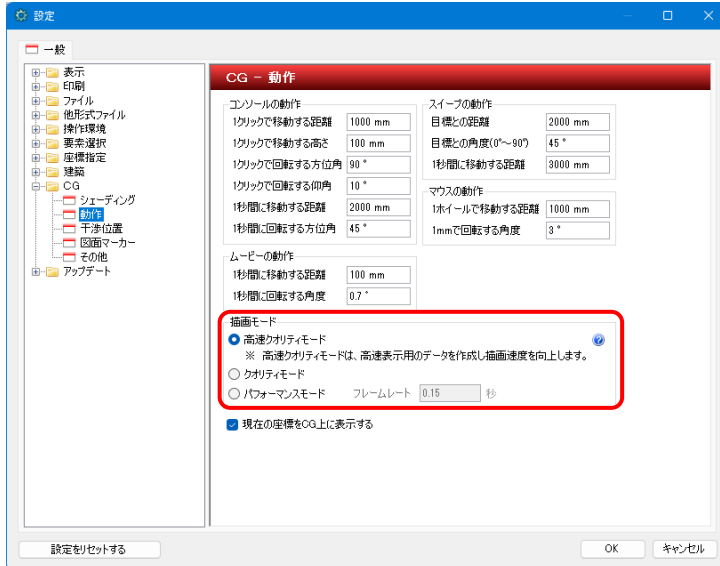 設定
一般
表示
印刷
ファイル
他形式ファイル
操作環境
要素選択
座標指定
建築
CG
シェーディング
動作
干渉位置
図面マーカー
その他
アップデート
CG － 動作
コンソールの動作
1クリックで移動する距離 1000 mm
1クリックで移動する高さ 100 mm
1クリックで回転する方位角 90 °
1クリックで回転する仰角 10 °
1秒間に移動する距離 2000 mm
1秒間に回転する方位角 45 °
スイープの動作
目標との距離 2000 mm
目標との角度(0°～90°) 45 °
1秒間に移動する距離 3000 mm
マウスの動作
1ホイールで移動する距離 1000 mm
1mmで回転する角度 3 °
ムービーの動作
1秒間に移動する距離 100 mm
1秒間に回転する角度 0.7 °
描画モード
高速クオリティモード
※ 高速クオリティモードは、高速表示用のデータを作成し描画速度を向上します。
クオリティモード
パフォーマンスモード フレームレート 0.15 秒
現在の座標をCG上に表示する
設定をリセットする OK キャンセル